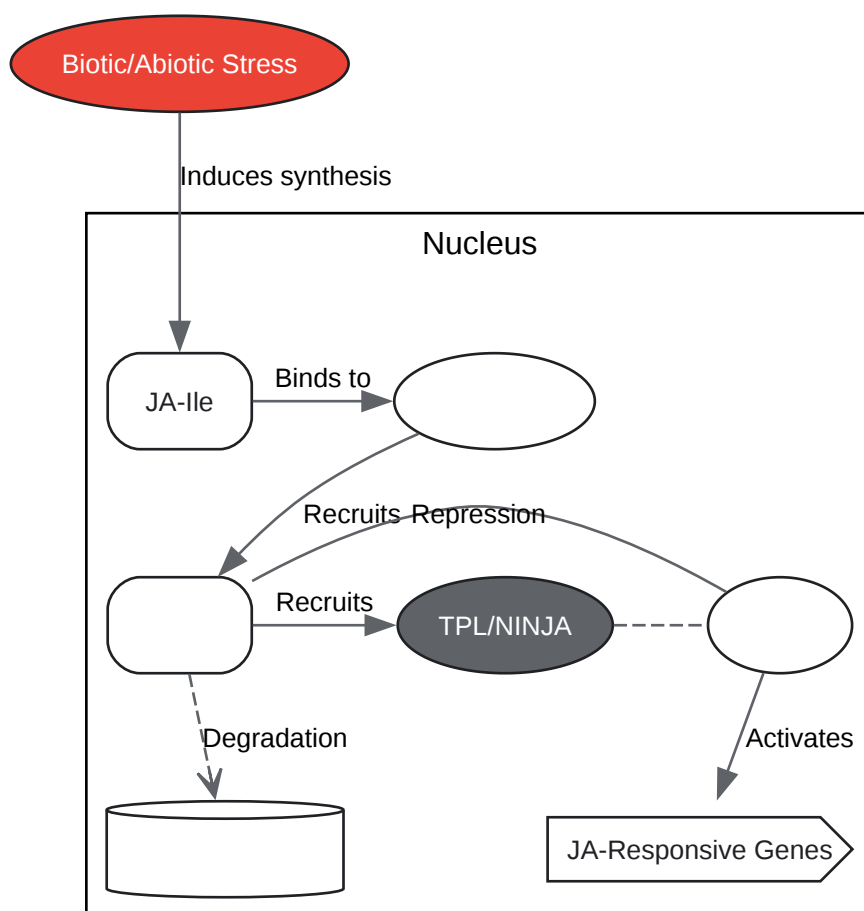 Biotic/Abiotic Stress
Induces synthesis
Nucleus
JA-Ile
Binds to
Recruits
Repression
Recruits
TPL/NINJA
Degradation
Activates
JA-Responsive Genes